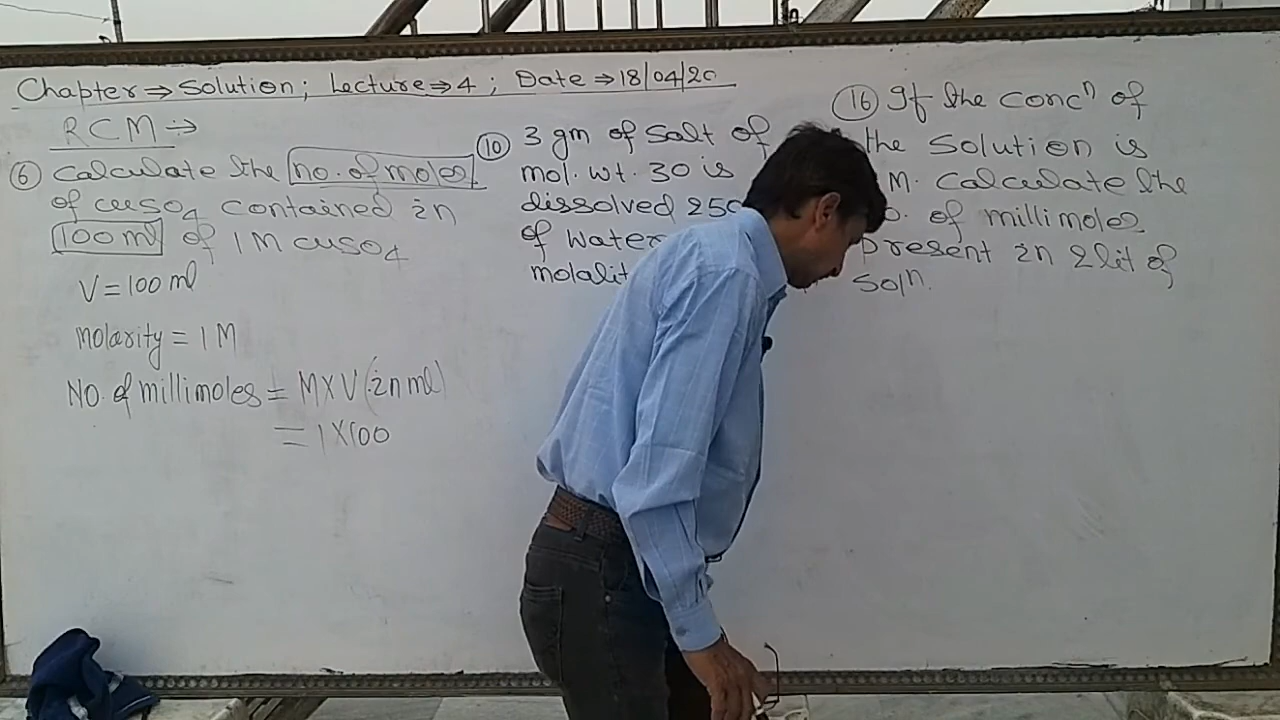 Chapter ⇒ Solution; Lecture ⇒ 4; Date ⇒ 18/04/20
RCM ⇒
⑥ Calculate the no. of moles
of cuso4 contained in
100 ml of 1M cuso4
V = 100 ml
molarity = 1 M
No. of millimoles = M×V (in ml)
= 1×100
⑩ 3 gm of Salt of
mol. wt. 30 is
dissolved 250
of water
molalit
⑯ If the concⁿ of
the Solution is
M. Calculate the
of millimoles
present in 2 lit of
solⁿ.